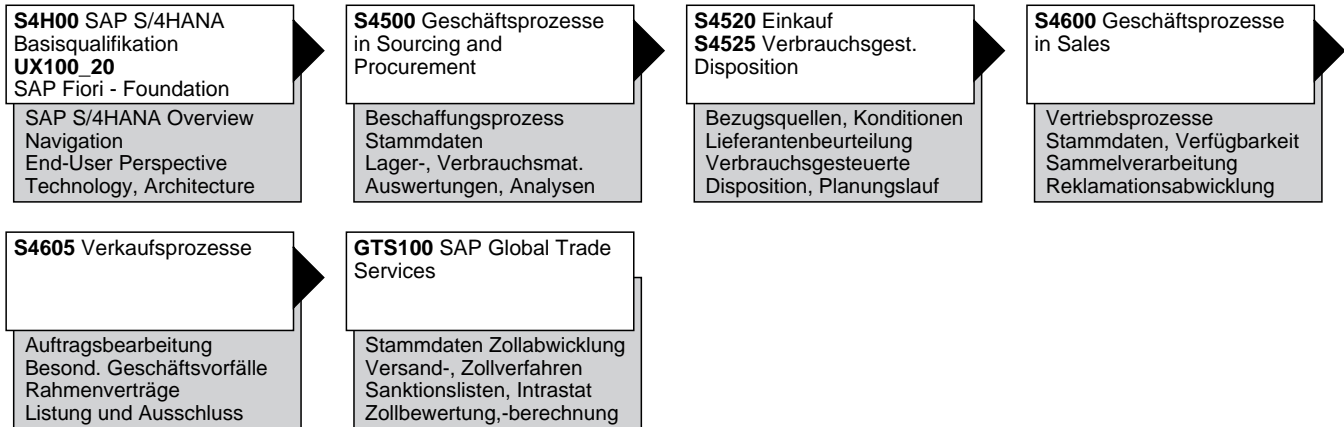 S4H00 SAP S/4HANA
Basisqualifikation
UX100_20
SAP Fiori - Foundation
SAP S/4HANA Overview
Navigation
End-User Perspective
Technology, Architecture
S4500 Geschäftsprozesse
in Sourcing and
Procurement
Beschaffungsprozess
Stammdaten
Lager-, Verbrauchsmat.
Auswertungen, Analysen
S4520 Einkauf
S4525 Verbrauchsgest.
Disposition
Bezugsquellen, Konditionen
Lieferantenbeurteilung
Verbrauchsgesteuerte
Disposition, Planungslauf
S4600 Geschäftsprozesse
in Sales
Vertriebsprozesse
Stammdaten, Verfügbarkeit
Sammelverarbeitung
Reklamationsabwicklung
S4605 Verkaufsprozesse
Auftragsbearbeitung
Besond. Geschäftsvorfälle
Rahmenverträge
Listung und Ausschluss
GTS100 SAP Global Trade
Services
Stammdaten Zollabwicklung
Versand-, Zollverfahren
Sanktionslisten, Intrastat
Zollbewertung,-berechnung